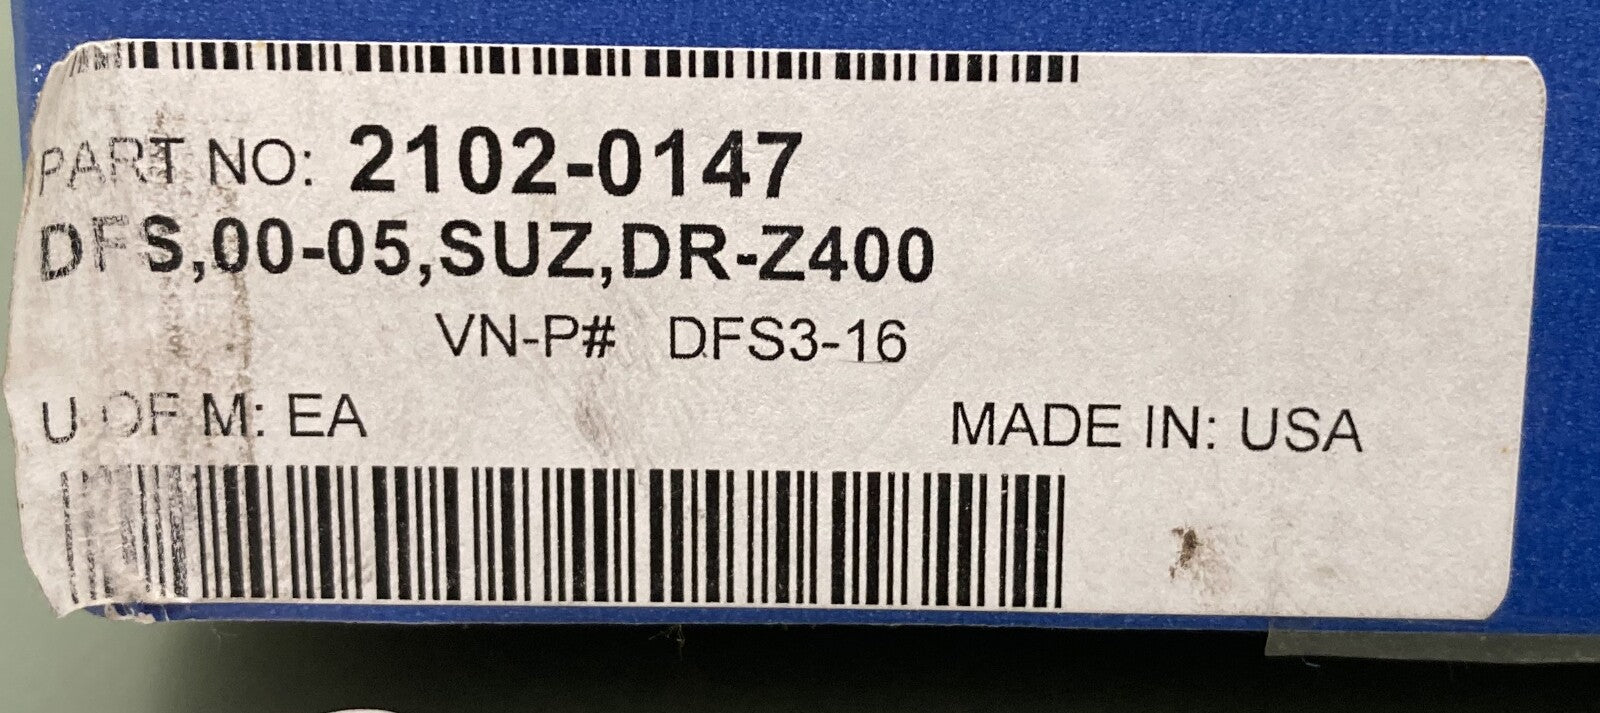 PART NO: 2102-0147
DFS,00-05,SUZ,DR-Z400
VN-P# DFS3-16
U OF M: EA
MADE IN: USA